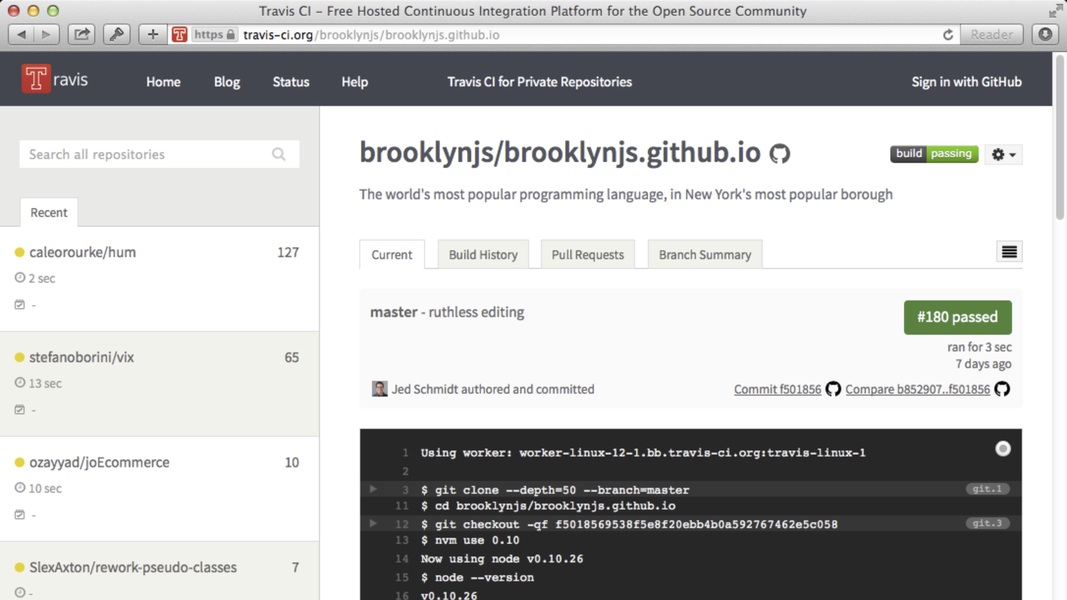 Travis CI – Free Hosted Continuous Integration Platform for the Open Source Community
https travis-ci.org/brooklynjs/brooklynjs.github.io
Reader
Travis
Home
Blog
Status
Help
Travis CI for Private Repositories
Sign in with GitHub
Search all repositories
Recent
caleorourke/hum 127
2 sec
-
stefanoborini/vix 65
13 sec
-
ozayyad/joEcommerce 10
10 sec
-
SlexAxton/rework-pseudo-classes 7
-
brooklynjs/brooklynjs.github.io
build passing
The world's most popular programming language, in New York's most popular borough
Current
Build History
Pull Requests
Branch Summary
master - ruthless editing
#180 passed
ran for 3 sec
7 days ago
Jed Schmidt authored and committed
Commit f501856
Compare b852907..f501856
1 Using worker: worker-linux-12-1.bb.travis-ci.org:travis-linux-1
2
3 $ git clone --depth=50 --branch=master git.1
11 $ cd brooklynjs/brooklynjs.github.io
12 $ git checkout -qf f5018569538f5e8f20ebb4b0a592767462e5c058 git.3
13 $ nvm use 0.10
14 Now using node v0.10.26
15 $ node --version
16 v0.10.26